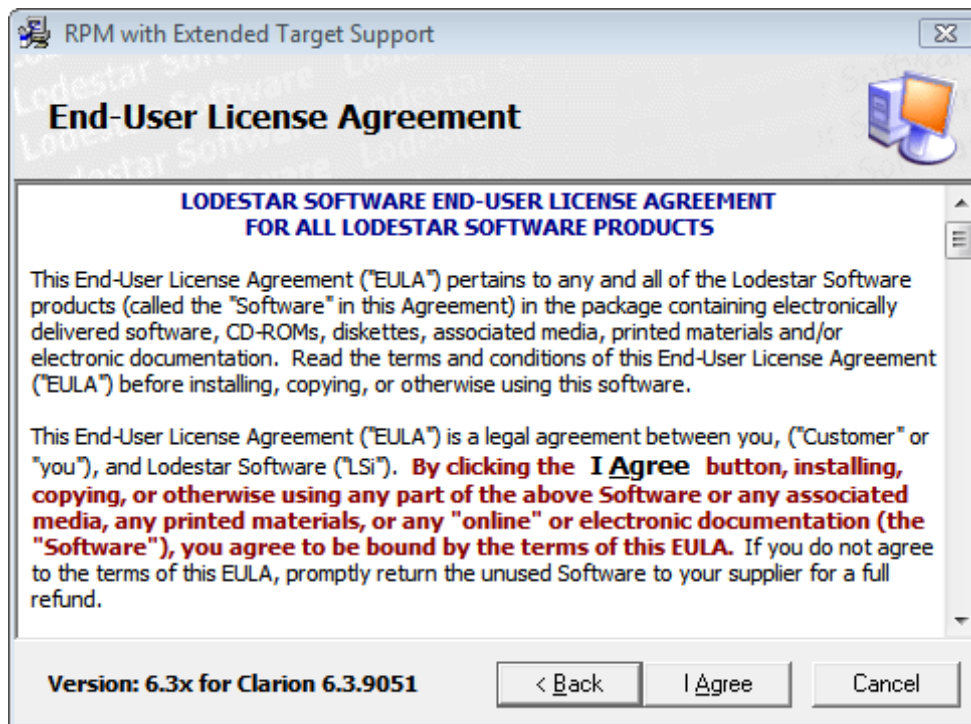 RPM with Extended Target Support
End-User License Agreement
LODESTAR SOFTWARE END-USER LICENSE AGREEMENT
FOR ALL LODESTAR SOFTWARE PRODUCTS
This End-User License Agreement ("EULA") pertains to any and all of the Lodestar Software
products (called the "Software" in this Agreement) in the package containing electronically
delivered software, CD-ROMs, diskettes, associated media, printed materials and/or
electronic documentation.  Read the terms and conditions of this End-User License Agreement
("EULA") before installing, copying, or otherwise using this software.
This End-User License Agreement ("EULA") is a legal agreement between you, ("Customer" or
"you"), and Lodestar Software ("LSi").  By clicking the  I Agree  button, installing,
copying, or otherwise using any part of the above Software or any associated
media, any printed materials, or any "online" or electronic documentation (the
"Software"), you agree to be bound by the terms of this EULA.  If you do not agree
to the terms of this EULA, promptly return the unused Software to your supplier for a full
refund.
Version: 6.3x for Clarion 6.3.9051
< Back
I Agree
Cancel